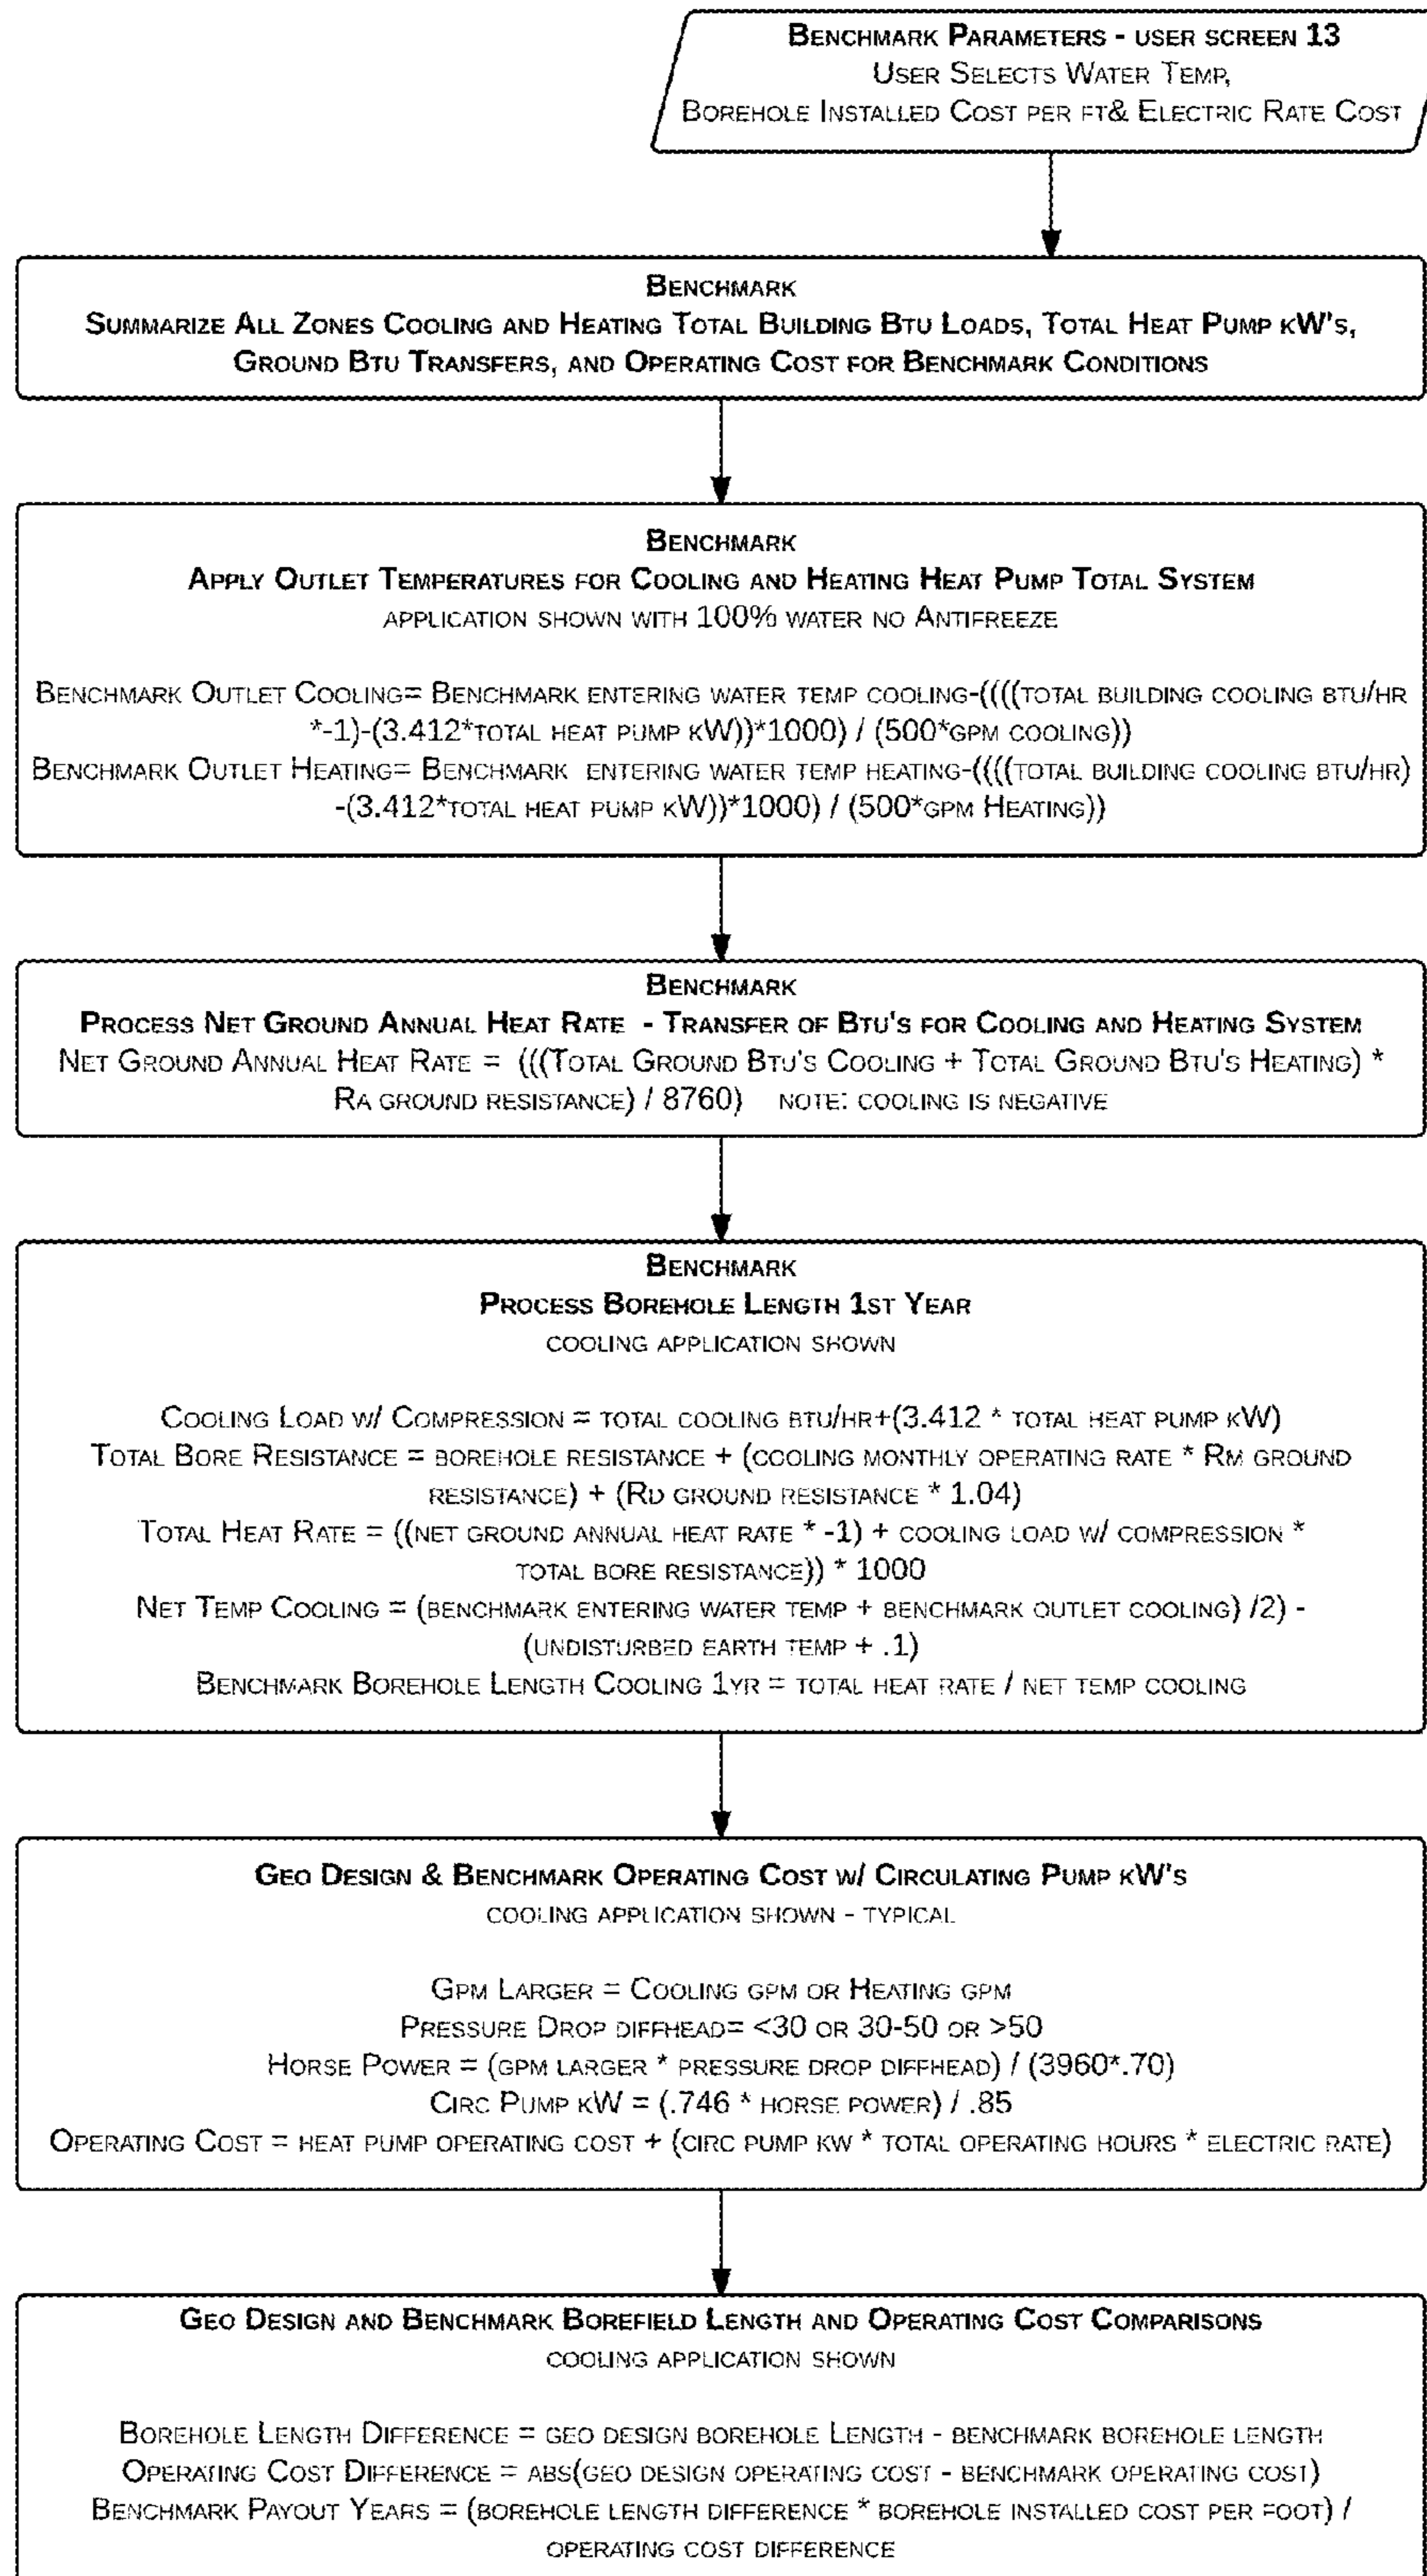 Benchmark Parameters - user screen 13
User Selects Water Temp,
Borehole Installed Cost per ft& Electric Rate Cost
Benchmark
Summarize All Zones Cooling and Heating Total Building Btu Loads, Total Heat Pump kW's,
Ground Btu Transfers, and Operating Cost for Benchmark Conditions
Benchmark
Apply Outlet Temperatures for Cooling and Heating Heat Pump Total System
application shown with 100% water no Antifreeze
Benchmark Outlet Cooling= Benchmark entering water temp cooling-((((total building cooling btu/hr
*-1)-(3.412*total heat pump kW))*1000) / (500*gpm cooling))
Benchmark Outlet Heating= Benchmark entering water temp heating-((((total building cooling btu/hr)
-(3.412*total heat pump kW))*1000) / (500*gpm Heating))
Benchmark
Process Net Ground Annual Heat Rate - Transfer of Btu's for Cooling and Heating System
Net Ground Annual Heat Rate = (((Total Ground Btu's Cooling + Total Ground Btu's Heating) *
Ra ground resistance) / 8760) note: cooling is negative
Benchmark
Process Borehole Length 1st Year
cooling application shown
Cooling Load w/ Compression = total cooling btu/hr+(3.412 * total heat pump kW)
Total Bore Resistance = borehole resistance + (cooling monthly operating rate * Rm ground
resistance) + (Rd ground resistance * 1.04)
Total Heat Rate = ((net ground annual heat rate * -1) + cooling load w/ compression *
total bore resistance)) * 1000
Net Temp Cooling = (benchmark entering water temp + benchmark outlet cooling) /2) -
(undisturbed earth temp + .1)
Benchmark Borehole Length Cooling 1yr = total heat rate / net temp cooling
Geo Design & Benchmark Operating Cost w/ Circulating Pump kW's
cooling application shown - typical
Gpm Larger = Cooling gpm or Heating gpm
Pressure Drop diffhead= <30 or 30-50 or >50
Horse Power = (gpm larger * pressure drop diffhead) / (3960*.70)
Circ Pump kW = (.746 * horse power) / .85
Operating Cost = heat pump operating cost + (circ pump kw * total operating hours * electric rate)
Geo Design and Benchmark Borefield Length and Operating Cost Comparisons
cooling application shown
Borehole Length Difference = geo design borehole Length - benchmark borehole length
Operating Cost Difference = abs(geo design operating cost - benchmark operating cost)
Benchmark Payout Years = (borehole length difference * borehole installed cost per foot) /
operating cost difference